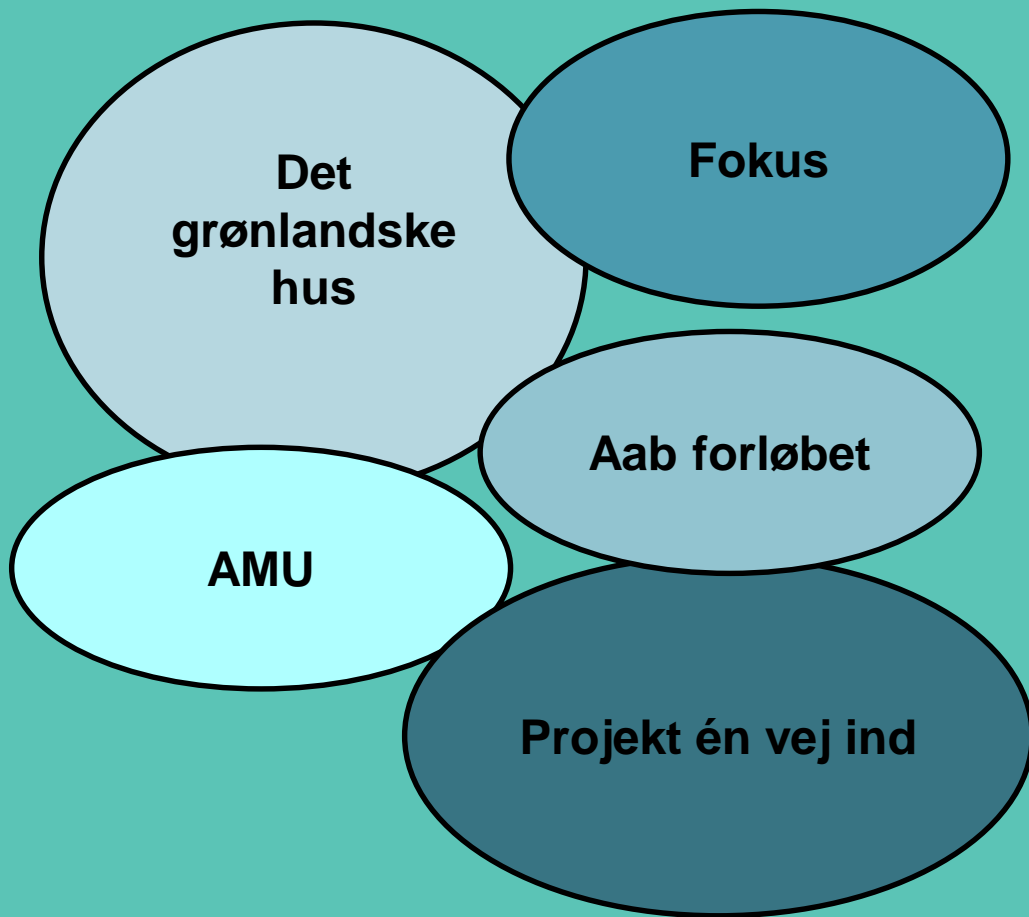 Det
grønlandske
hus
Fokus
Aab forløbet
AMU
Projekt én vej ind